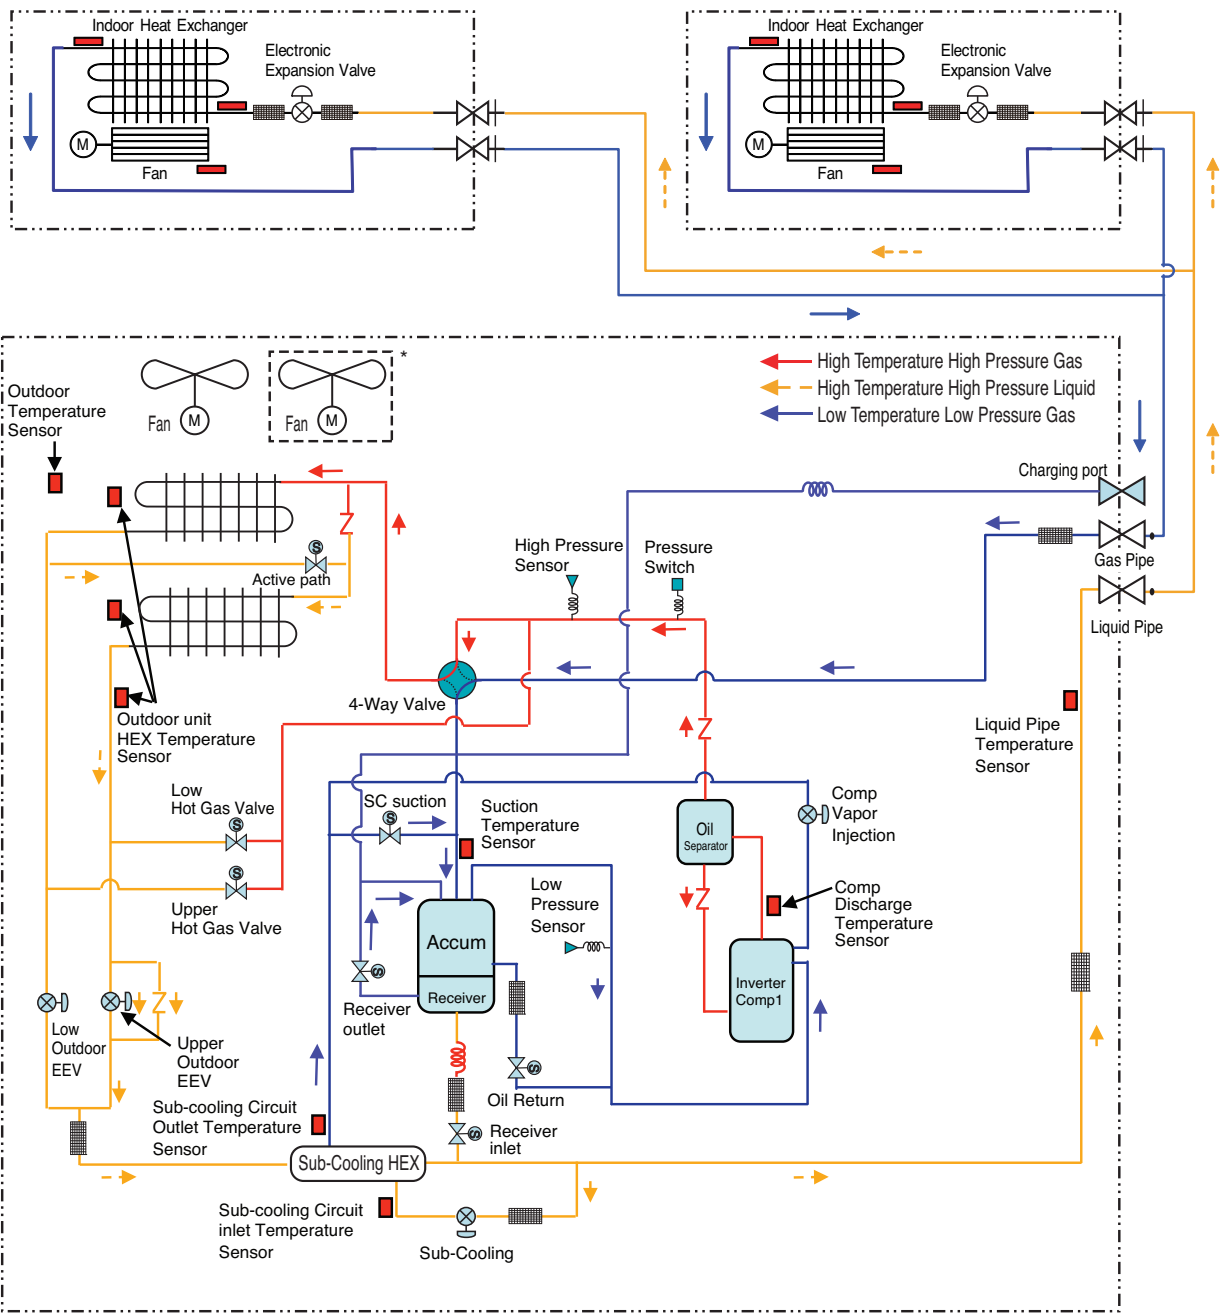 Indoor Heat Exchanger
Electronic
Expansion Valve
M
Fan
Indoor Heat Exchanger
Electronic
Expansion Valve
M
Fan
High Temperature High Pressure Gas
High Temperature High Pressure Liquid
Low Temperature Low Pressure Gas
Outdoor
Temperature
Sensor
Fan
M
Fan
M
*
Charging port
Gas Pipe
Liquid Pipe
High Pressure
Sensor
Pressure
Switch
S
Active path
4-Way Valve
Outdoor unit
HEX Temperature
Sensor
Liquid Pipe
Temperature
Sensor
Low
Hot Gas Valve
S
SC suction
S
Suction
Temperature
Sensor
Oil
Separator
Comp
Vapor
Injection
S
Upper
Hot Gas Valve
Low
Pressure
Sensor
Comp
Discharge
Temperature
Sensor
Accum
Receiver
S
Receiver
outlet
Inverter
Comp1
Low
Outdoor
EEV
Upper
Outdoor
EEV
S
Oil Return
Sub-cooling Circuit
Outlet Temperature
Sensor
S
Receiver
inlet
Sub-Cooling HEX
Sub-cooling Circuit
inlet Temperature
Sensor
Sub-Cooling